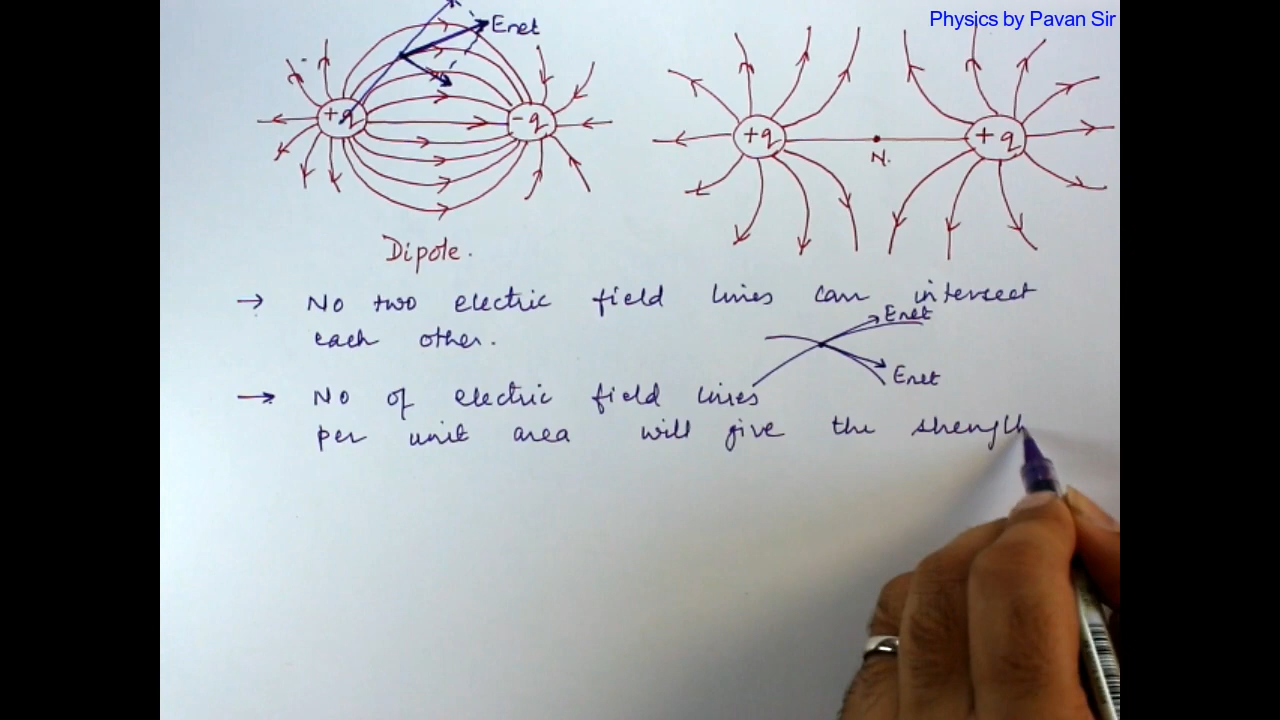 Physics by Pavan Sir
Enet
+q
-q
+q
N.
+q
Dipole.
→ No two electric field lines can intersect
each other.
Enet
Enet
→ No of electric field lines
per unit area will give the strength